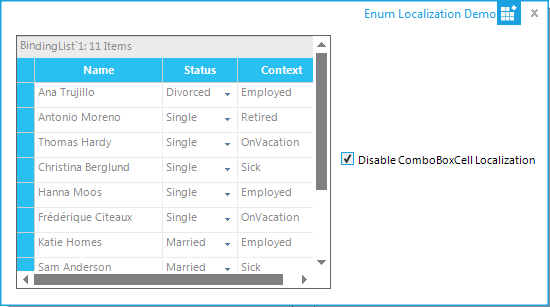 Enum Localization Demo
BindingList`1: 11 Items
Name Status Context
Ana Trujillo Divorced Employed
Antonio Moreno Single Retired
Thomas Hardy Single OnVacation
Christina Berglund Single Sick
Hanna Moos Single Employed
Frédérique Citeaux Single OnVacation
Katie Homes Married Employed
Sam Anderson Married Sick
Disable ComboBoxCell Localization